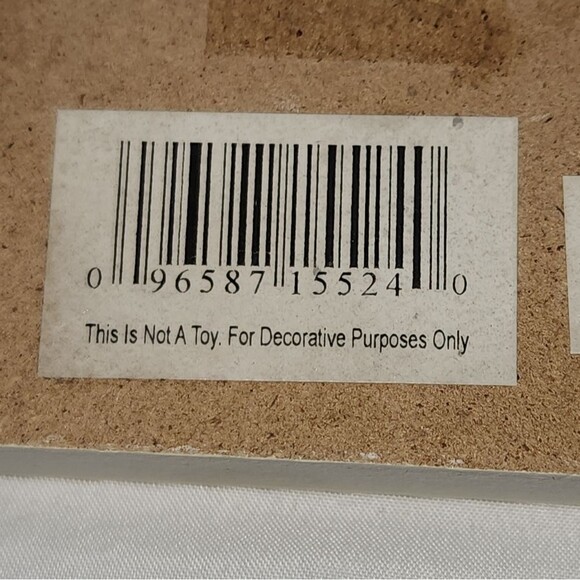 0 96587 15524 0
This Is Not A Toy. For Decorative Purposes Only